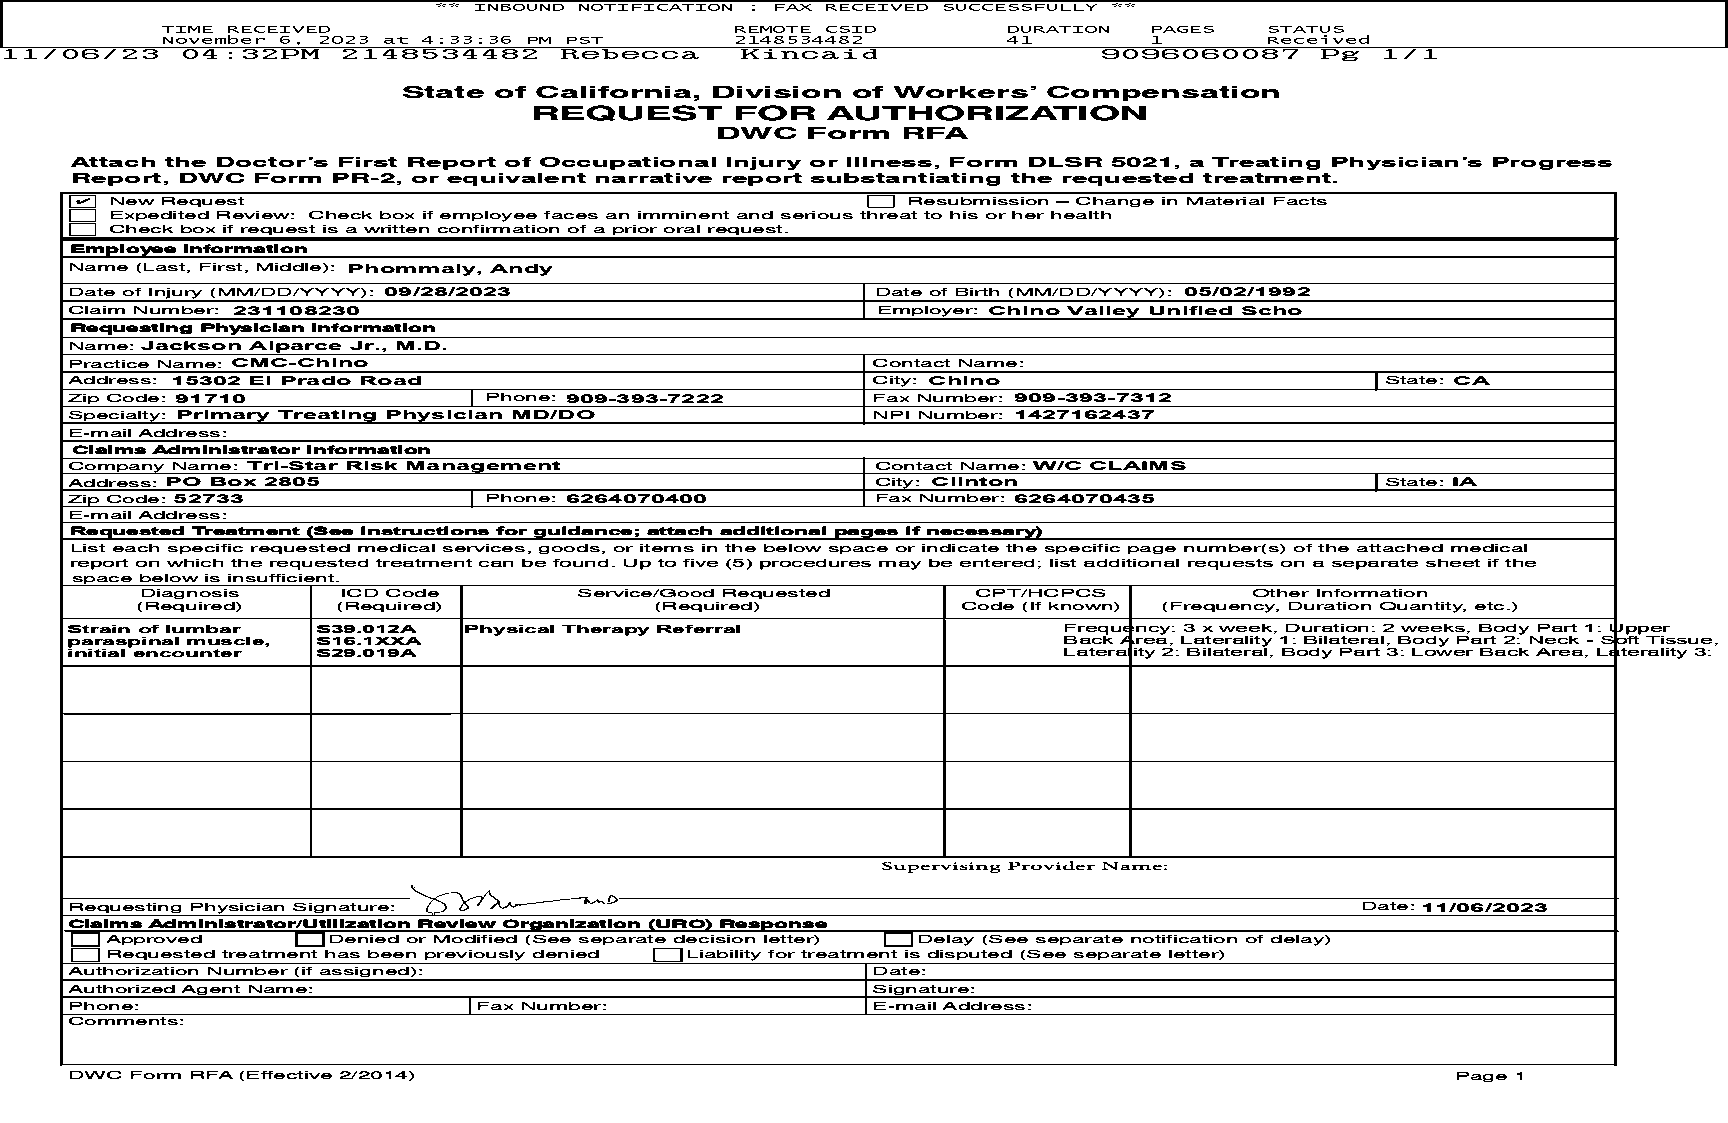 ** INBOUND NOTIFICATION : FAX RECEIVED SUCCESSFULLY **
TIME RECEIVED REMOTE CSID DURATION PAGES STATUS
November 6, 2023 at 4:33:36 PM PST 2148534482 41 1 Received
11/06/23 04:32PM 2148534482 Rebecca Kincaid 9096060087 Pg 1/1
State of California, Division of Workers' Compensation
REQUEST FOR AUTHORIZATION
DWC Form RFA
Attach the Doctor's First Report of Occupational Injury or Illness, Form DLSR 5021, a Treating Physician's Progress
Report, DWC Form PR-2, or equivalent narrative report substantiating the requested treatment.
✔ New Request Resubmission – Change in Material Facts
Expedited Review: Check box if employee faces an imminent and serious threat to his or her health
Check box if request is a written confirmation of a prior oral request.
Employee Information
Name (Last, First, Middle): Phommaly, Andy
Date of Injury (MM/DD/YYYY): 09/28/2023 Date of Birth (MM/DD/YYYY): 05/02/1992
Claim Number: 231108230 Employer: Chino Valley Unified Scho
Requesting Physician Information
Name: Jackson Alparce Jr., M.D.
Practice Name: CMC-Chino Contact Name:
Address: 15302 El Prado Road City: Chino State: CA
Zip Code: 91710 Phone: 909-393-7222 Fax Number: 909-393-7312
Specialty: Primary Treating Physician MD/DO NPI Number: 1427162437
E-mail Address:
Claims Administrator Information
Company Name: Tri-Star Risk Management Contact Name: W/C CLAIMS
Address: PO Box 2805 City: Clinton State: IA
Zip Code: 52733 Phone: 6264070400 Fax Number: 6264070435
E-mail Address:
Requested Treatment (See instructions for guidance; attach additional pages if necessary)
List each specific requested medical services, goods, or items in the below space or indicate the specific page number(s) of the attached medical
report on which the requested treatment can be found. Up to five (5) procedures may be entered; list additional requests on a separate sheet if the
space below is insufficient.
Diagnosis ICD Code Service/Good Requested CPT/HCPCS Other Information
(Required) (Required) (Required) Code (If known) (Frequency, Duration Quantity, etc.)
Strain of lumbar S39.012A Physical Therapy Referral Frequency: 3 x week, Duration: 2 weeks, Body Part 1: Upper
paraspinal muscle, S16.1XXA Back Area, Laterality 1: Bilateral, Body Part 2: Neck - Soft Tissue,
initial encounter S29.019A Laterality 2: Bilateral, Body Part 3: Lower Back Area, Laterality 3:
Supervising Provider Name:
Requesting Physician Signature: Date: 11/06/2023
Claims Administrator/Utilization Review Organization (URO) Response
Approved Denied or Modified (See separate decision letter) Delay (See separate notification of delay)
Requested treatment has been previously denied Liability for treatment is disputed (See separate letter)
Authorization Number (if assigned): Date:
Authorized Agent Name: Signature:
Phone: Fax Number: E-mail Address:
Comments:
DWC Form RFA (Effective 2/2014) Page 1